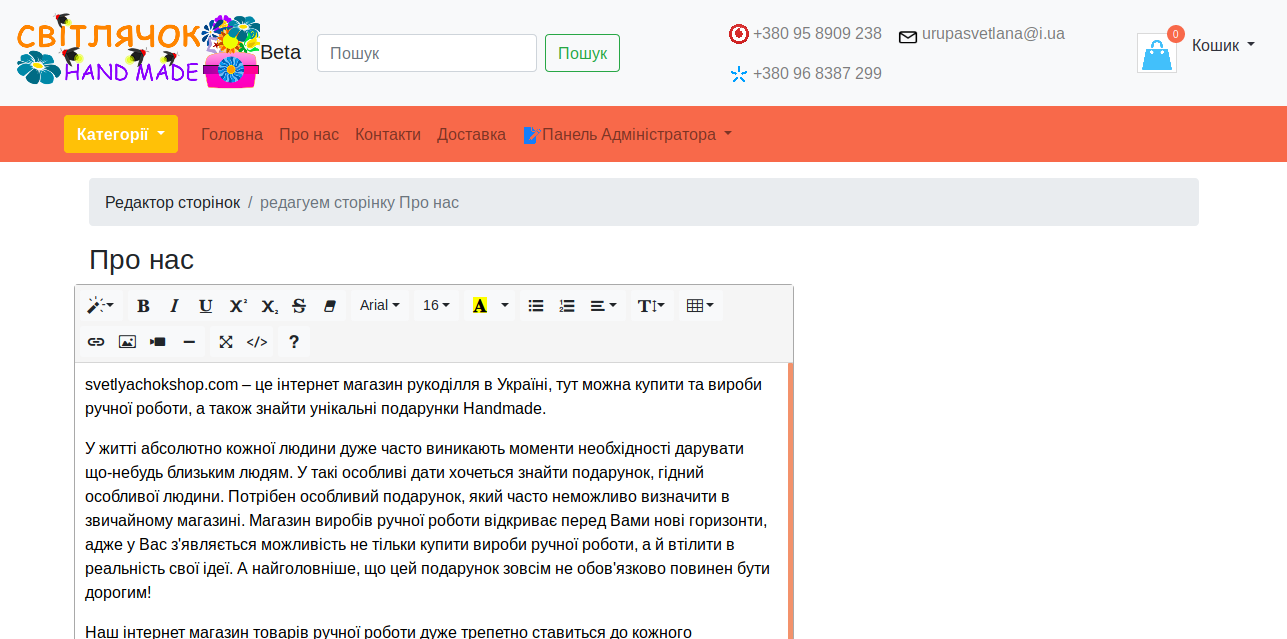 СВІТЛЯЧОК
HAND MADE
Beta
Пошук
Пошук
+380 95 8909 238
urupasvetlana@i.ua
+380 96 8387 299
0
Кошик
Категорії
Головна
Про нас
Контакти
Доставка
Панель Адміністратора
Редактор сторінок / редагуем сторінку Про нас
Про нас
B I U X² X₂ S Arial 16 A T
</> ?
svetlyachokshop.com – це інтернет магазин рукоділля в Україні, тут можна купити та вироби
ручної роботи, а також знайти унікальні подарунки Handmade.
У житті абсолютно кожної людини дуже часто виникають моменти необхідності дарувати
що-небудь близьким людям. У такі особливі дати хочеться знайти подарунок, гідний
особливої людини. Потрібен особливий подарунок, який часто неможливо визначити в
звичайному магазині. Магазин виробів ручної роботи відкриває перед Вами нові горизонти,
адже у Вас з'являється можливість не тільки купити вироби ручної роботи, а й втілити в
реальність свої ідеї. А найголовніше, що цей подарунок зовсім не обов'язково повинен бути
дорогим!
Наш інтернет магазин товарів ручної роботи дуже трепетно ставиться до кожного